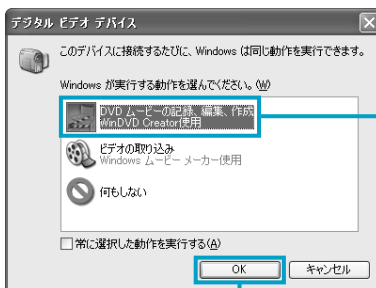 デジタル ビデオ デバイス
このデバイスに接続するたびに、Windows は同じ動作を実行できます。
Windows が実行する動作を選んでください。(W)
DVD ムービーの記録、編集、作成
WinDVD Creator使用
ビデオの取り込み
Windows ムービー メーカー使用
何もしない
常に選択した動作を実行する(A)
OK
キャンセル